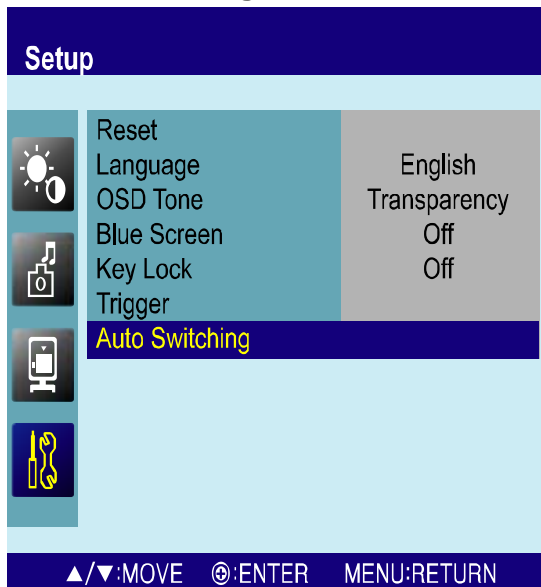 Setup
Reset
Language English
OSD Tone Transparency
Blue Screen Off
Key Lock Off
Trigger
Auto Switching
▲/▼:MOVE ⊕:ENTER MENU:RETURN